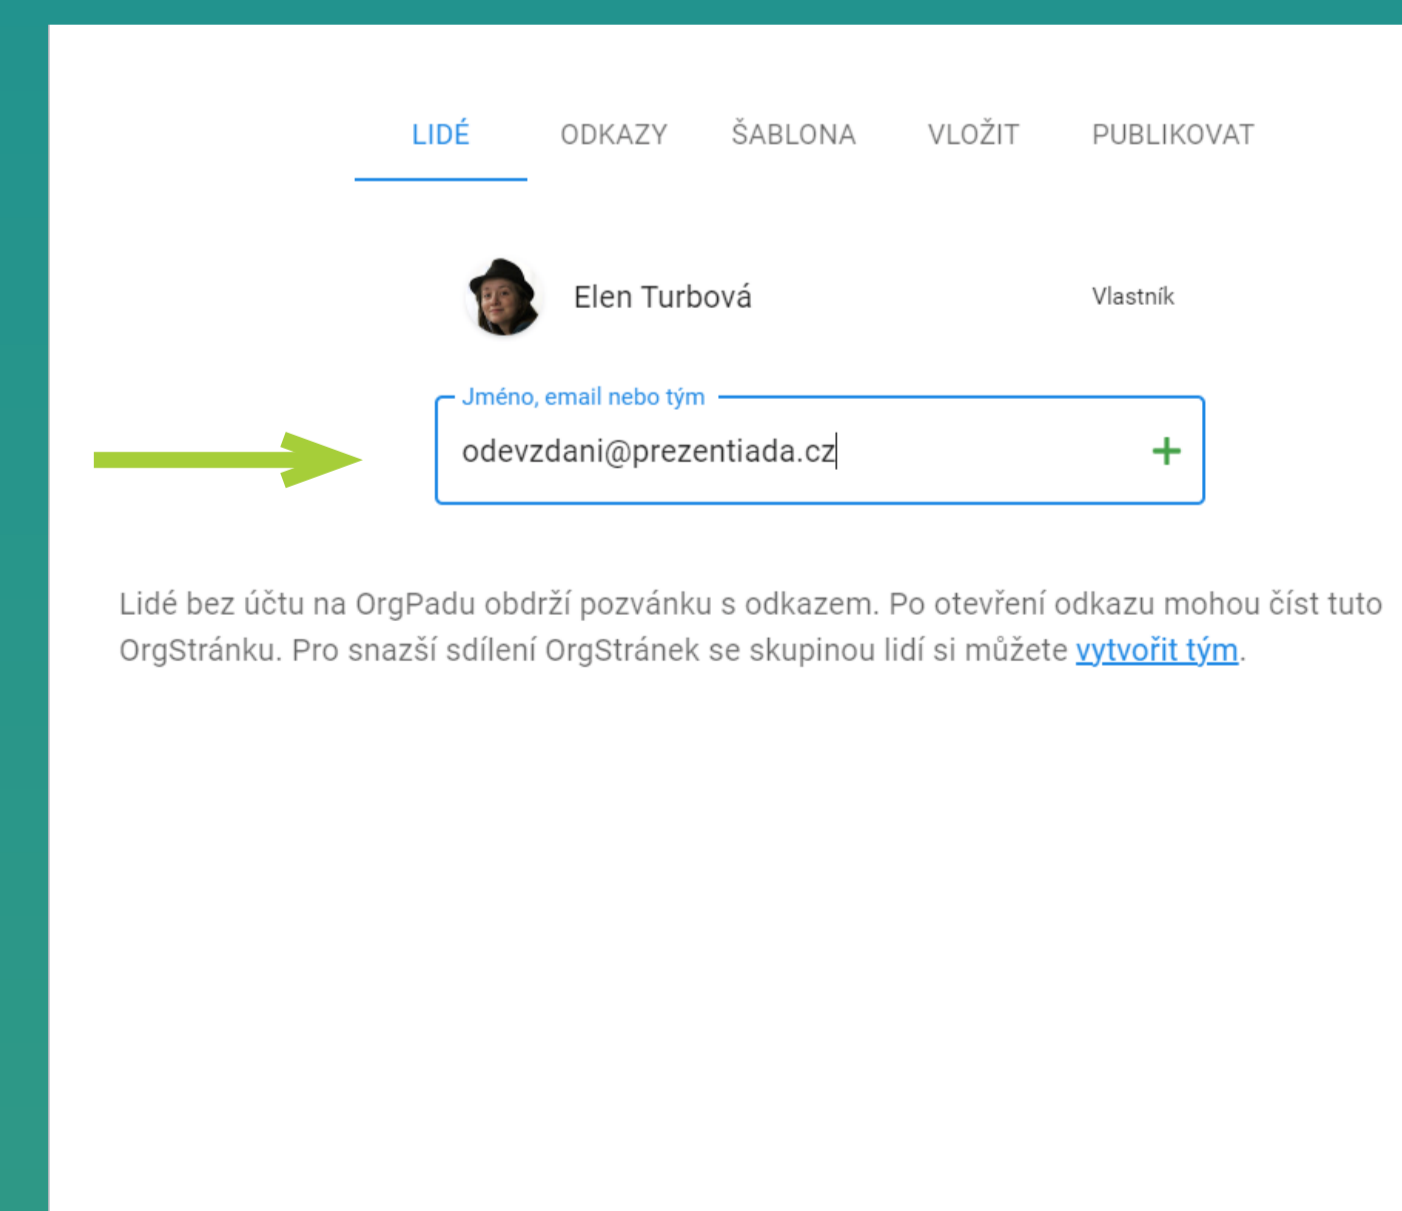 LIDÉ ODKAZY ŠABLONA VLOŽIT PUBLIKOVAT
Elen Turbová Vlastník
Jméno, email nebo tým
odevzdani@prezentiada.cz +
Lidé bez účtu na OrgPadu obdrží pozvánku s odkazem. Po otevření odkazu mohou číst tuto
OrgStránku. Pro snazší sdílení OrgStránek se skupinou lidí si můžete vytvořit tým.